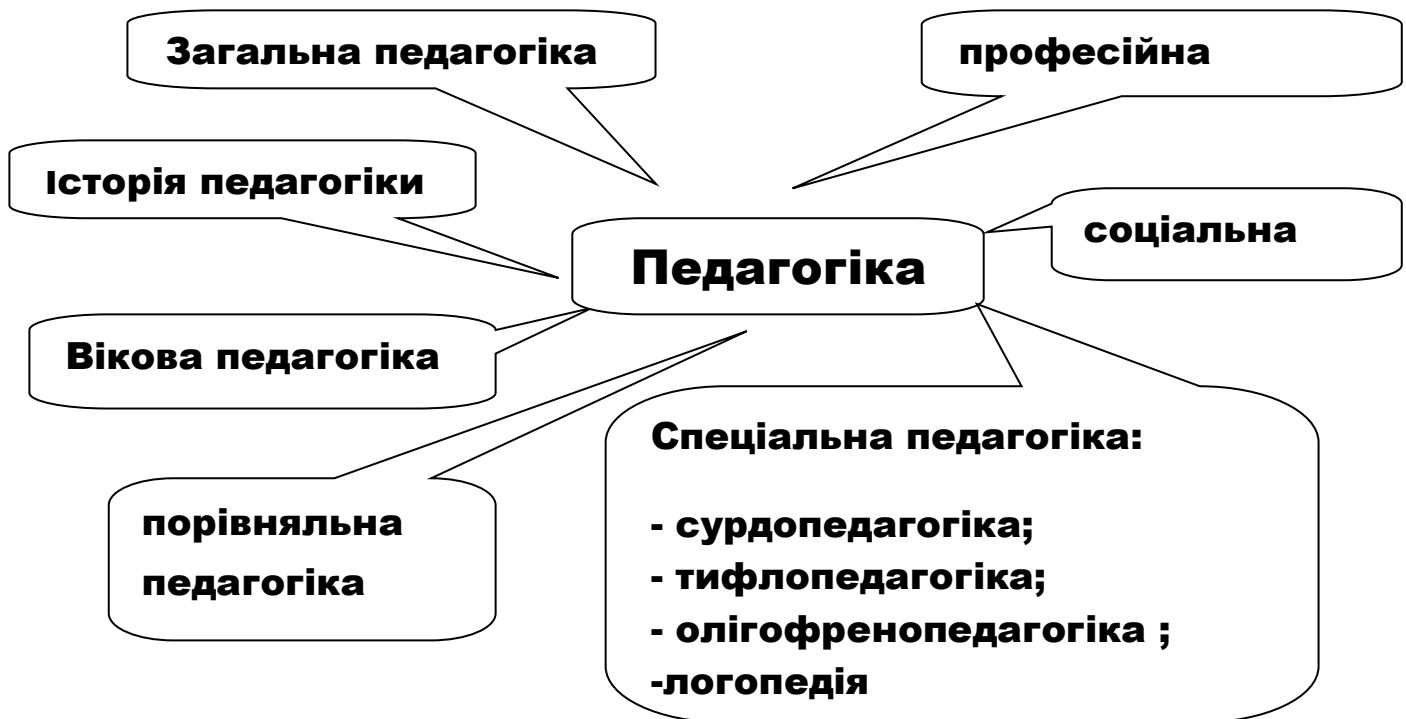 Загальна педагогіка
професійна
Історія педагогіки
соціальна
Педагогіка
Вікова педагогіка
Спеціальна педагогіка:
- сурдопедагогіка;
- тифлопедагогіка;
- олігофренопедагогіка ;
-логопедія
порівняльна
педагогіка